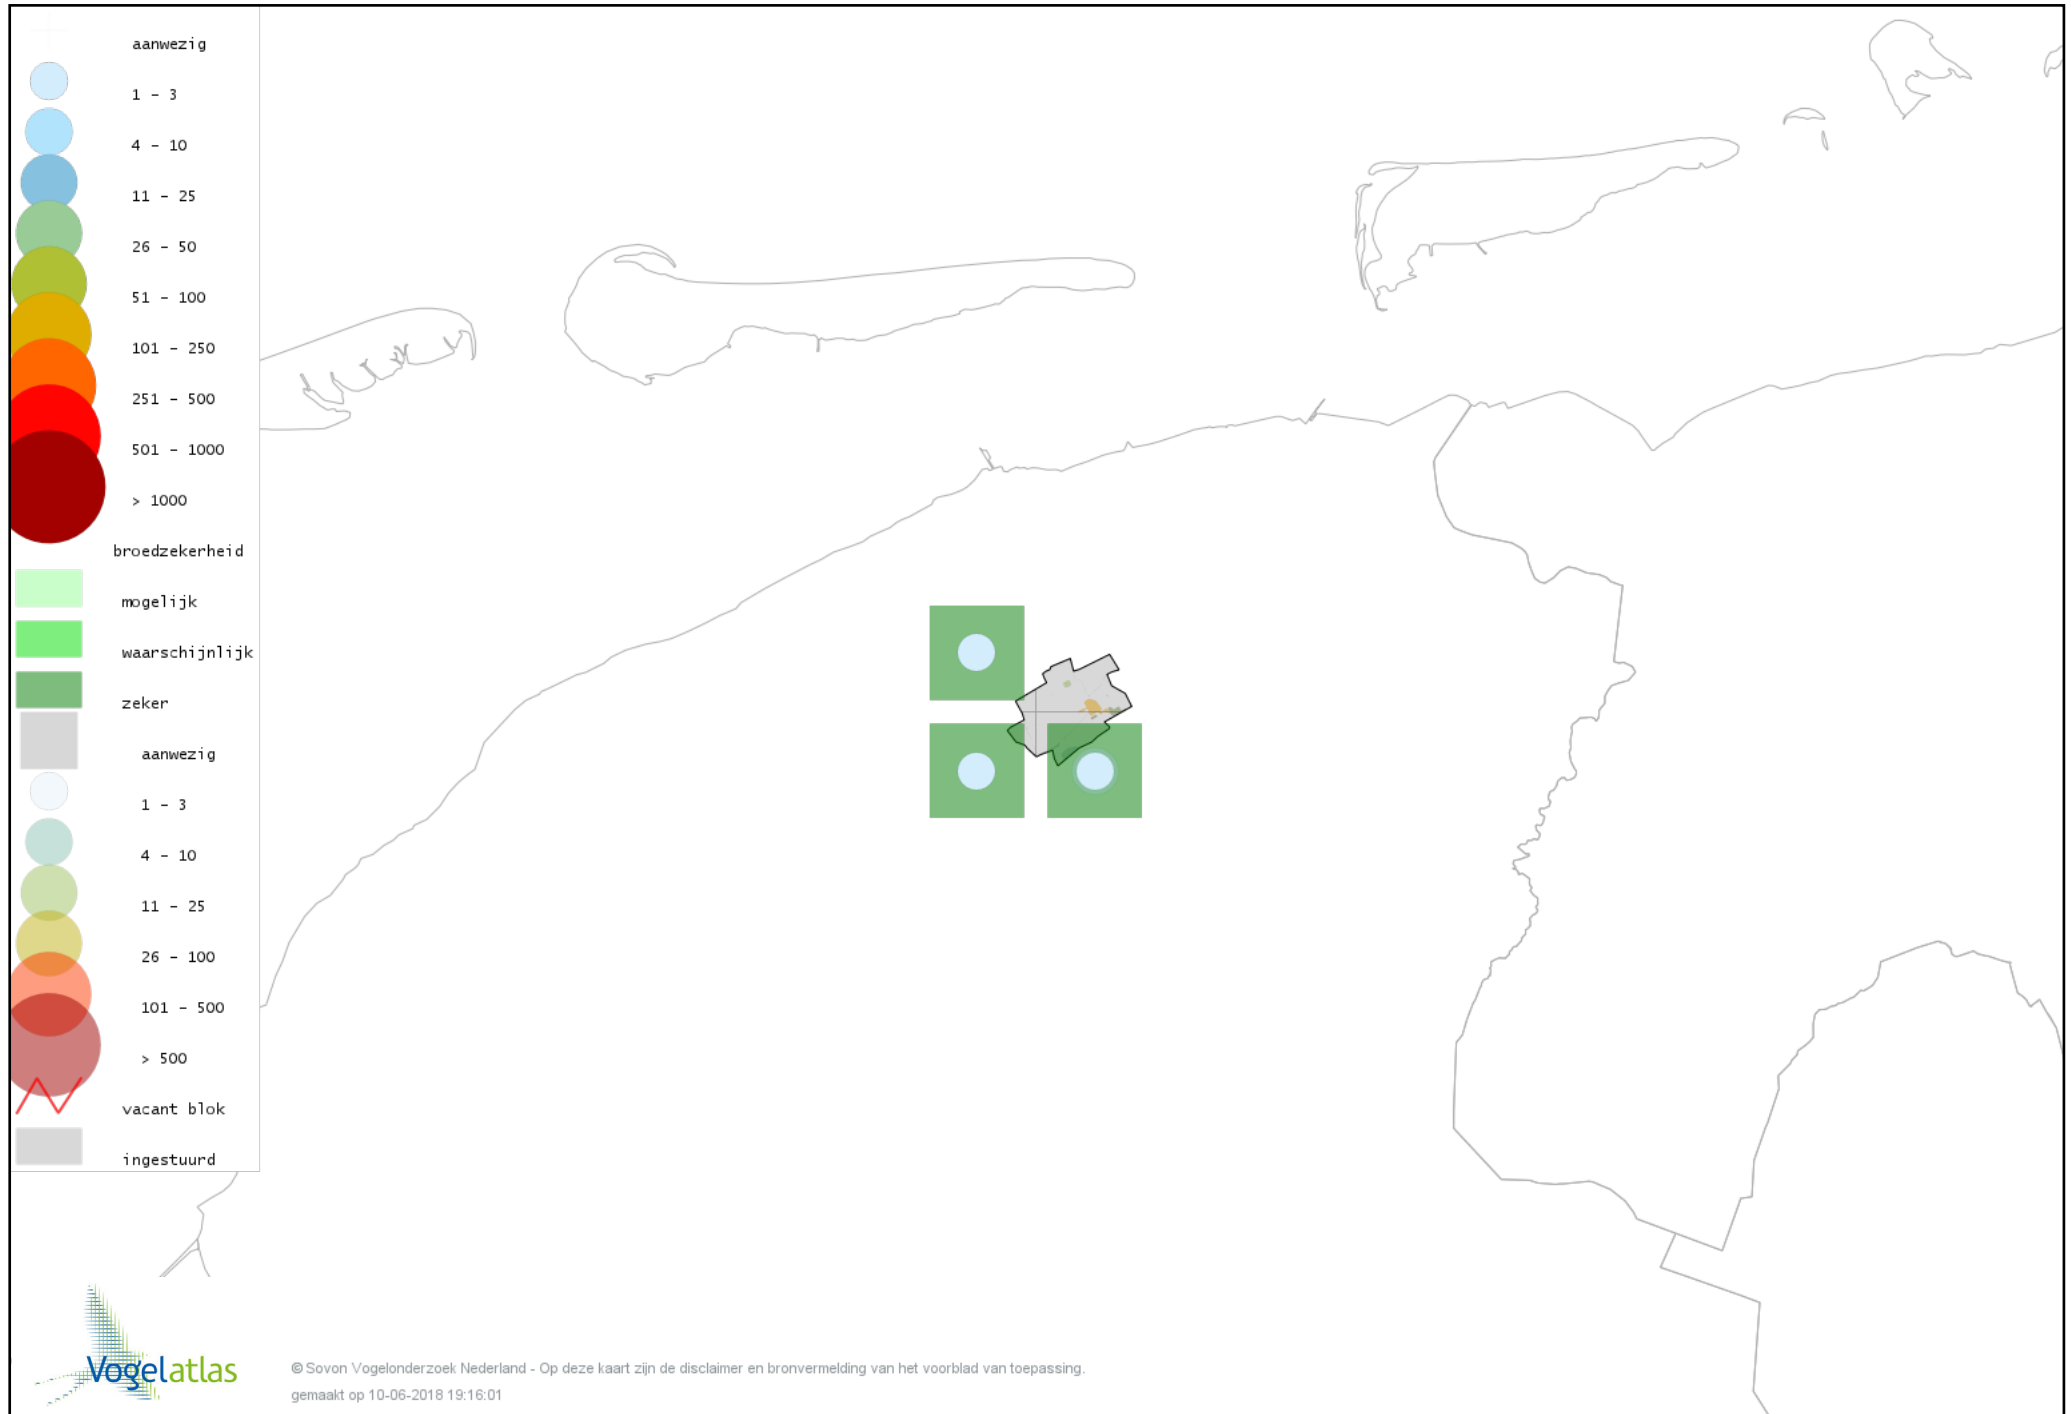 aanwezig
1 - 3
4 - 10
11 - 25
26 - 50
51 - 100
101 - 250
251 - 500
501 - 1000
> 1000
broedzekerheid
mogelijk
waarschijnlijk
zeker
aanwezig
1 - 3
4 - 10
11 - 25
26 - 100
101 - 500
> 500
vacant blok
ingestuurd
Vogelatlas
© Sovon Vogelonderzoek Nederland - Op deze kaart zijn de disclaimer en bronvermelding van het voorblad van toepassing.
gemaakt op 10-06-2018 19:16:01